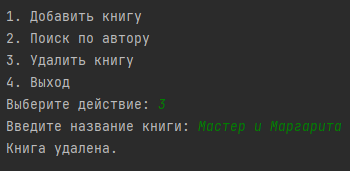 1. Добавить книгу
2. Поиск по автору
3. Удалить книгу
4. Выход
Выберите действие: 3
Введите название книги: Мастер и Маргарита
Книга удалена.